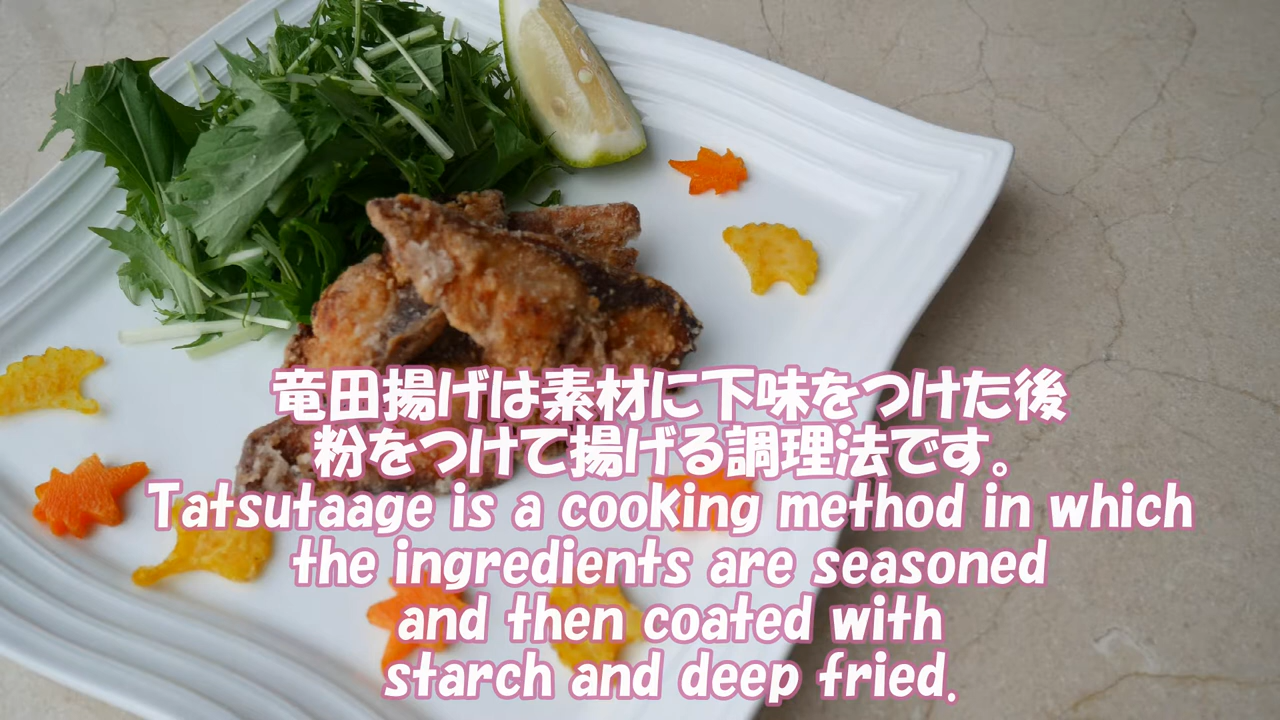 竜田揚げは素材に下味をつけた後
粉をつけて揚げる調理法です。
Tatsutaage is a cooking method in which
the ingredients are seasoned
and then coated with
starch and deep fried.